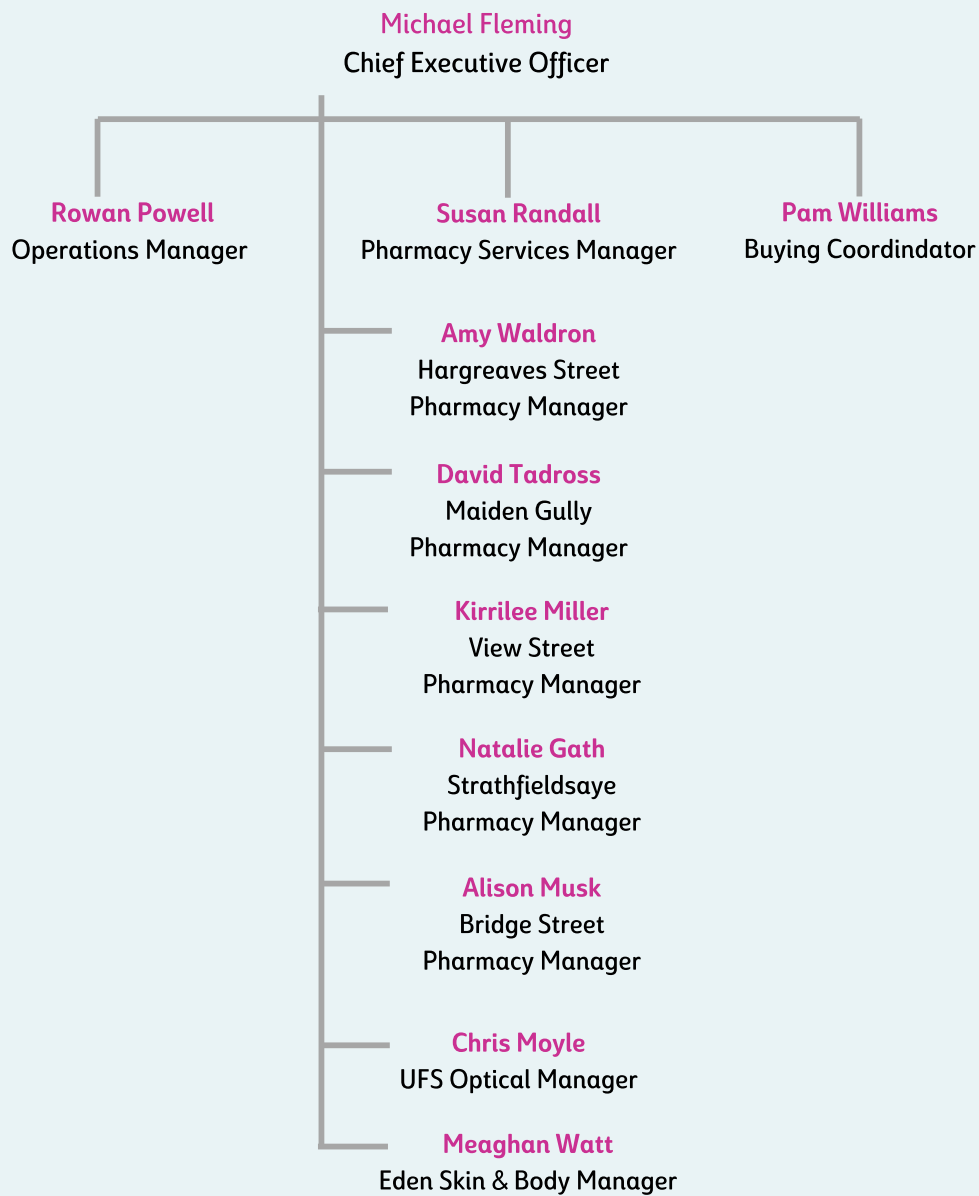 Michael Fleming
Chief Executive Officer
Rowan Powell
Operations Manager
Susan Randall
Pharmacy Services Manager
Pam Williams
Buying Coordindator
Amy Waldron
Hargreaves Street
Pharmacy Manager
David Tadross
Maiden Gully
Pharmacy Manager
Kirrilee Miller
View Street
Pharmacy Manager
Natalie Gath
Strathfieldsaye
Pharmacy Manager
Alison Musk
Bridge Street
Pharmacy Manager
Chris Moyle
UFS Optical Manager
Meaghan Watt
Eden Skin & Body Manager